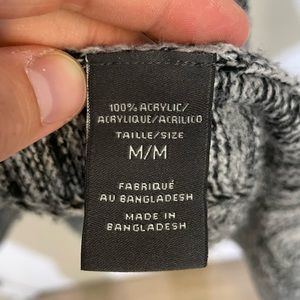 100% ACRYLIC/
ACRYLIQUE/ACRILICO
TAILLE/SIZE
M/M
FABRIQUÉ
AU BANGLADESH
MADE IN
BANGLADESH